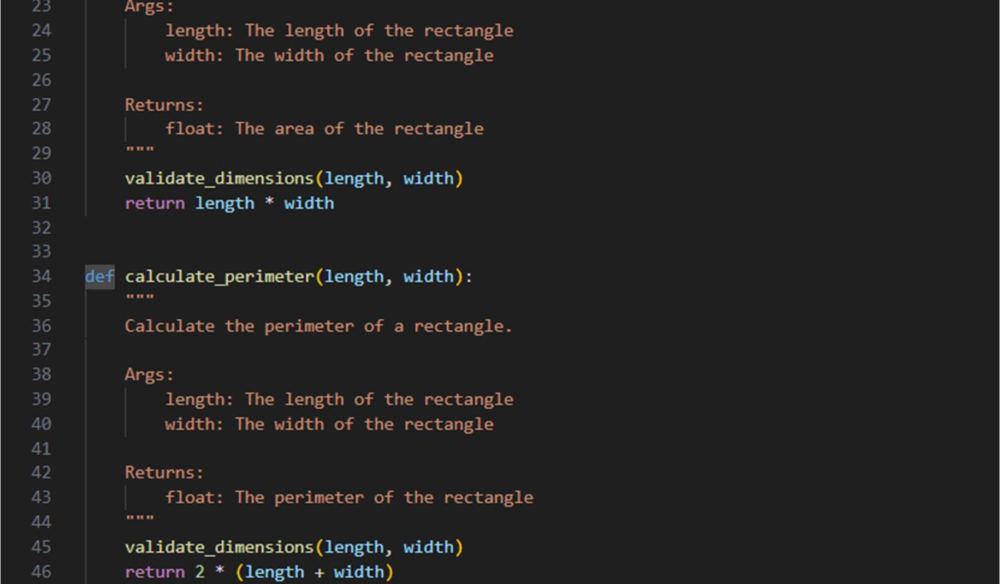 23 Args:
24 length: The length of the rectangle
25 width: The width of the rectangle
26
27 Returns:
28 float: The area of the rectangle
29 """
30 validate_dimensions(length, width)
31 return length * width
32
33
34 def calculate_perimeter(length, width):
35 """
36 Calculate the perimeter of a rectangle.
37
38 Args:
39 length: The length of the rectangle
40 width: The width of the rectangle
41
42 Returns:
43 float: The perimeter of the rectangle
44 """
45 validate_dimensions(length, width)
46 return 2 * (length + width)